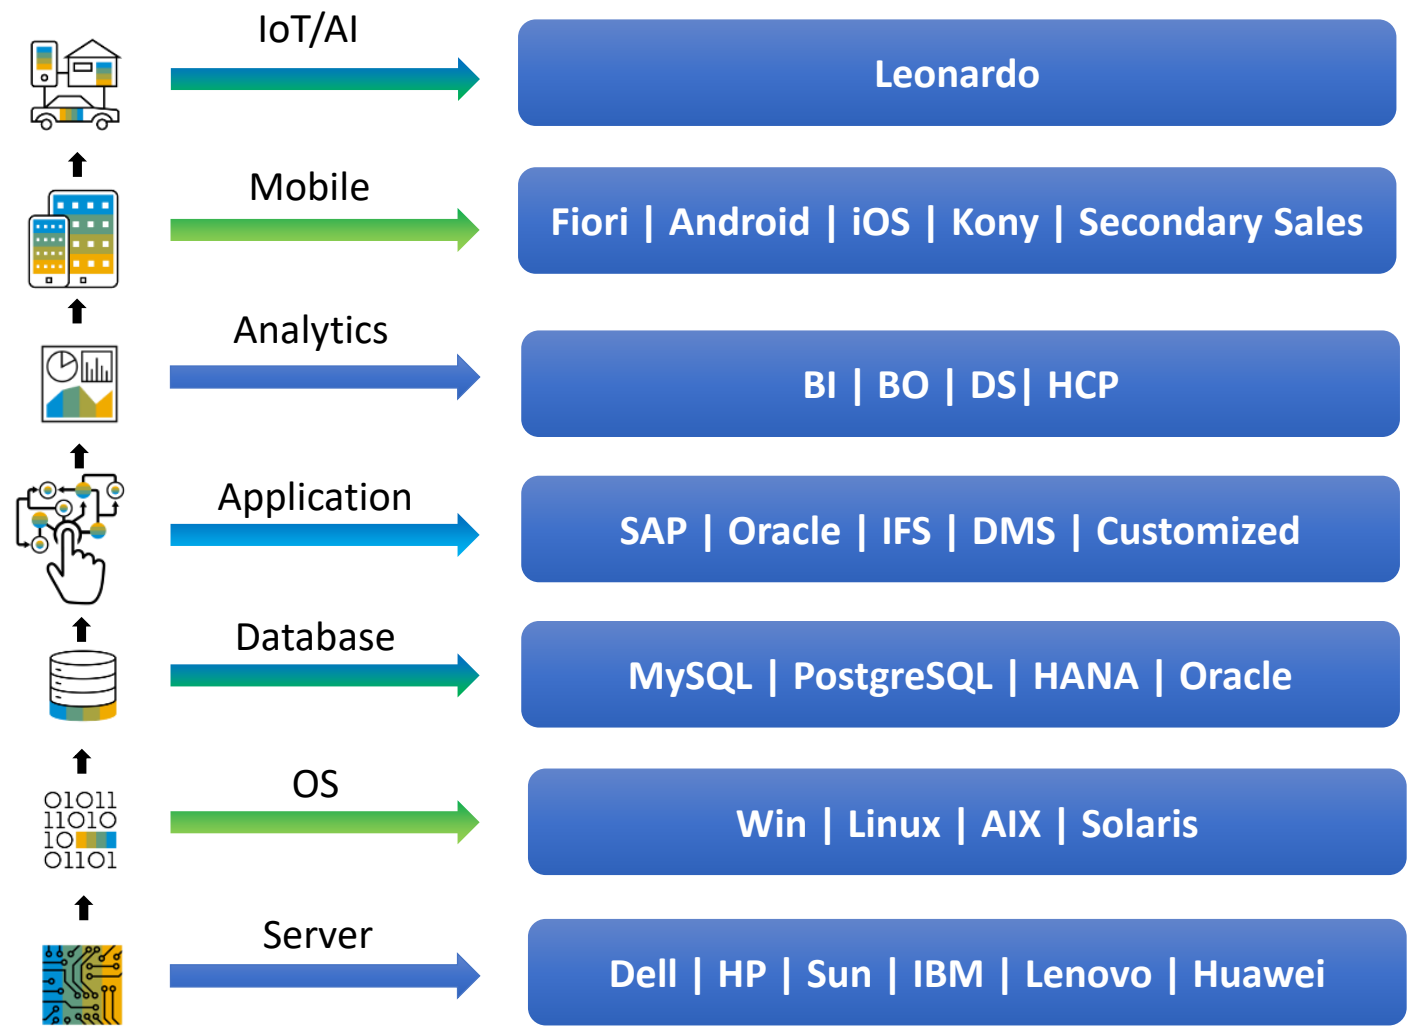 IoT/AI
Leonardo
Mobile
Fiori | Android | iOS | Kony | Secondary Sales
Analytics
BI | BO | DS| HCP
Application
SAP | Oracle | IFS | DMS | Customized
Database
MySQL | PostgreSQL | HANA | Oracle
OS
Win | Linux | AIX | Solaris
01011
11010
10
01101
Server
Dell | HP | Sun | IBM | Lenovo | Huawei